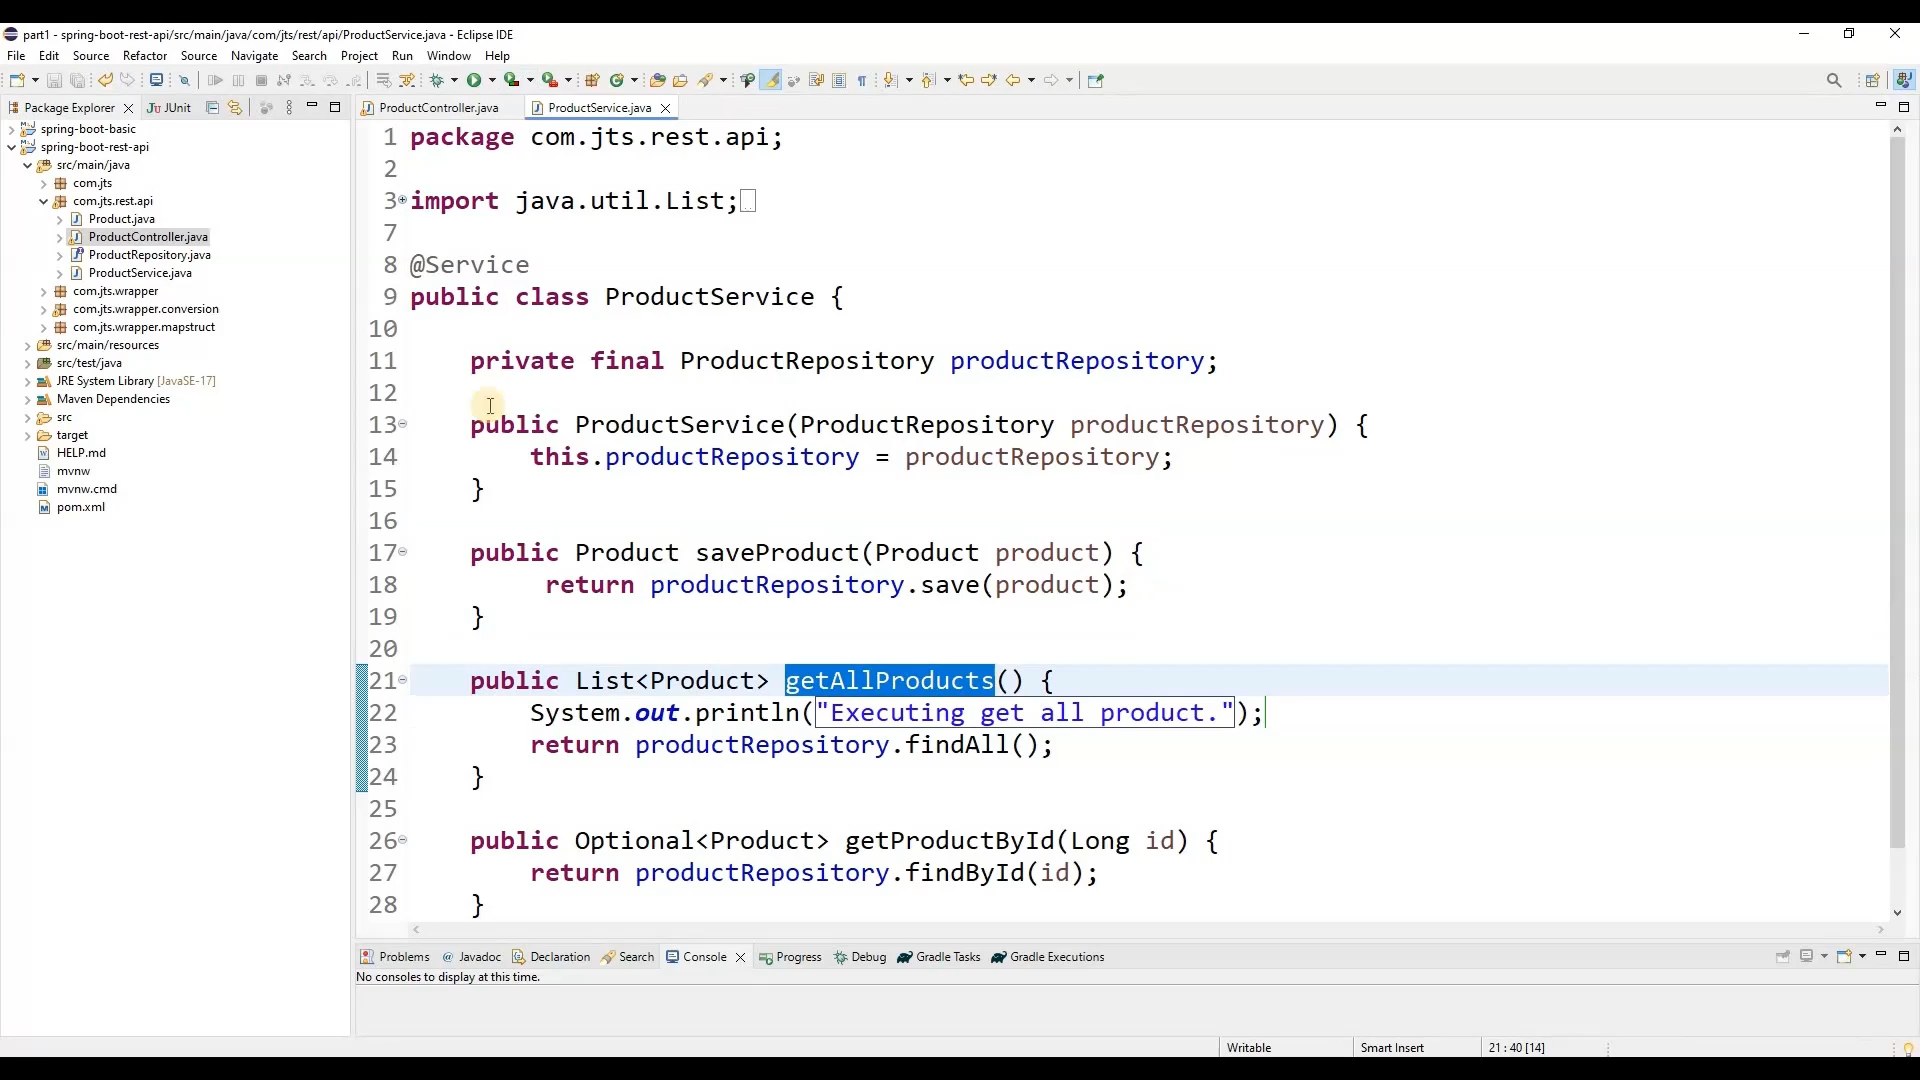 part1 - spring-boot-rest-api/src/main/java/com/jts/rest/api/ProductService.java - Eclipse IDE
File Edit Source Refactor Source Navigate Search Project Run Window Help
Package Explorer JUnit
ProductController.java ProductService.java
spring-boot-basic
spring-boot-rest-api
src/main/java
com.jts
com.jts.rest.api
Product.java
ProductController.java
ProductRepository.java
ProductService.java
com.jts.wrapper
com.jts.wrapper.conversion
com.jts.wrapper.mapstruct
src/main/resources
src/test/java
JRE System Library [JavaSE-17]
Maven Dependencies
src
target
HELP.md
mvnw
mvnw.cmd
pom.xml
1 package com.jts.rest.api;
2
3 import java.util.List;
7
8 @Service
9 public class ProductService {
10
11 private final ProductRepository productRepository;
12
13 public ProductService(ProductRepository productRepository) {
14 this.productRepository = productRepository;
15 }
16
17 public Product saveProduct(Product product) {
18 return productRepository.save(product);
19 }
20
21 public List<Product> getAllProducts() {
22 System.out.println("Executing get all product.");
23 return productRepository.findAll();
24 }
25
26 public Optional<Product> getProductById(Long id) {
27 return productRepository.findById(id);
28 }
Problems Javadoc Declaration Search Console Progress Debug Gradle Tasks Gradle Executions
No consoles to display at this time.
Writable Smart Insert 21 : 40 [14]